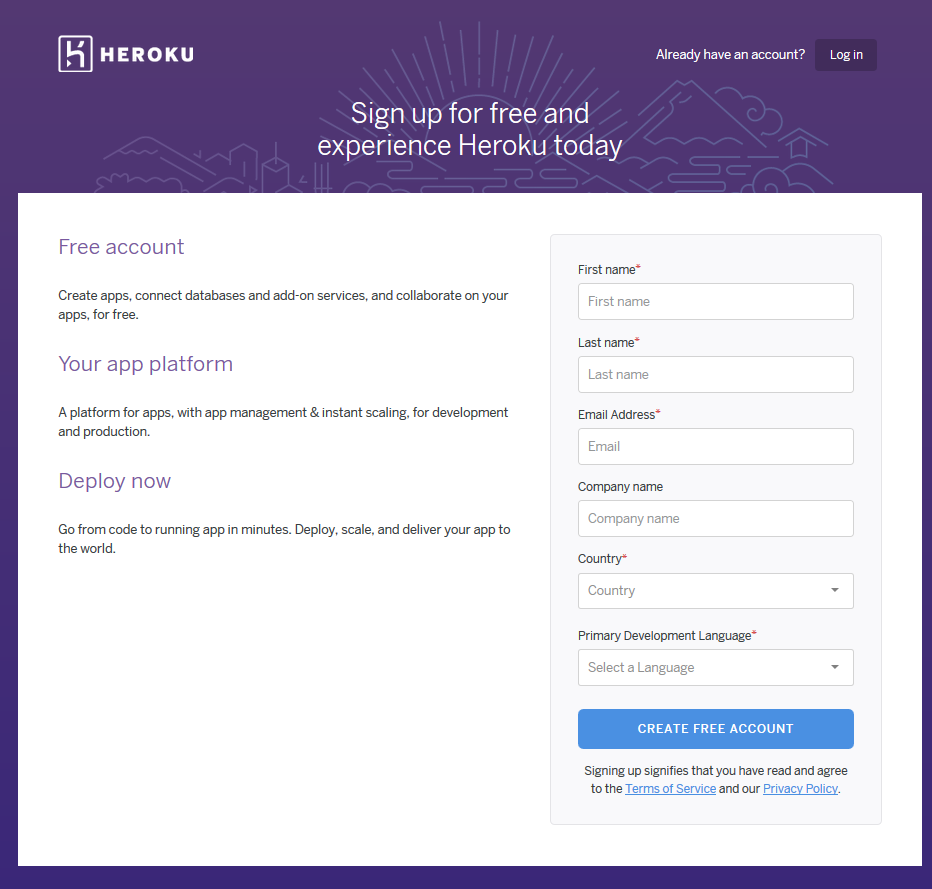 HEROKU
Already have an account?
Log in
Sign up for free and
experience Heroku today
Free account
Create apps, connect databases and add-on services, and collaborate on your
apps, for free.
Your app platform
A platform for apps, with app management & instant scaling, for development
and production.
Deploy now
Go from code to running app in minutes. Deploy, scale, and deliver your app to
the world.
First name*
First name
Last name*
Last name
Email Address*
Email
Company name
Company name
Country*
Country
Primary Development Language*
Select a Language
CREATE FREE ACCOUNT
Signing up signifies that you have read and agree
to the Terms of Service and our Privacy Policy.